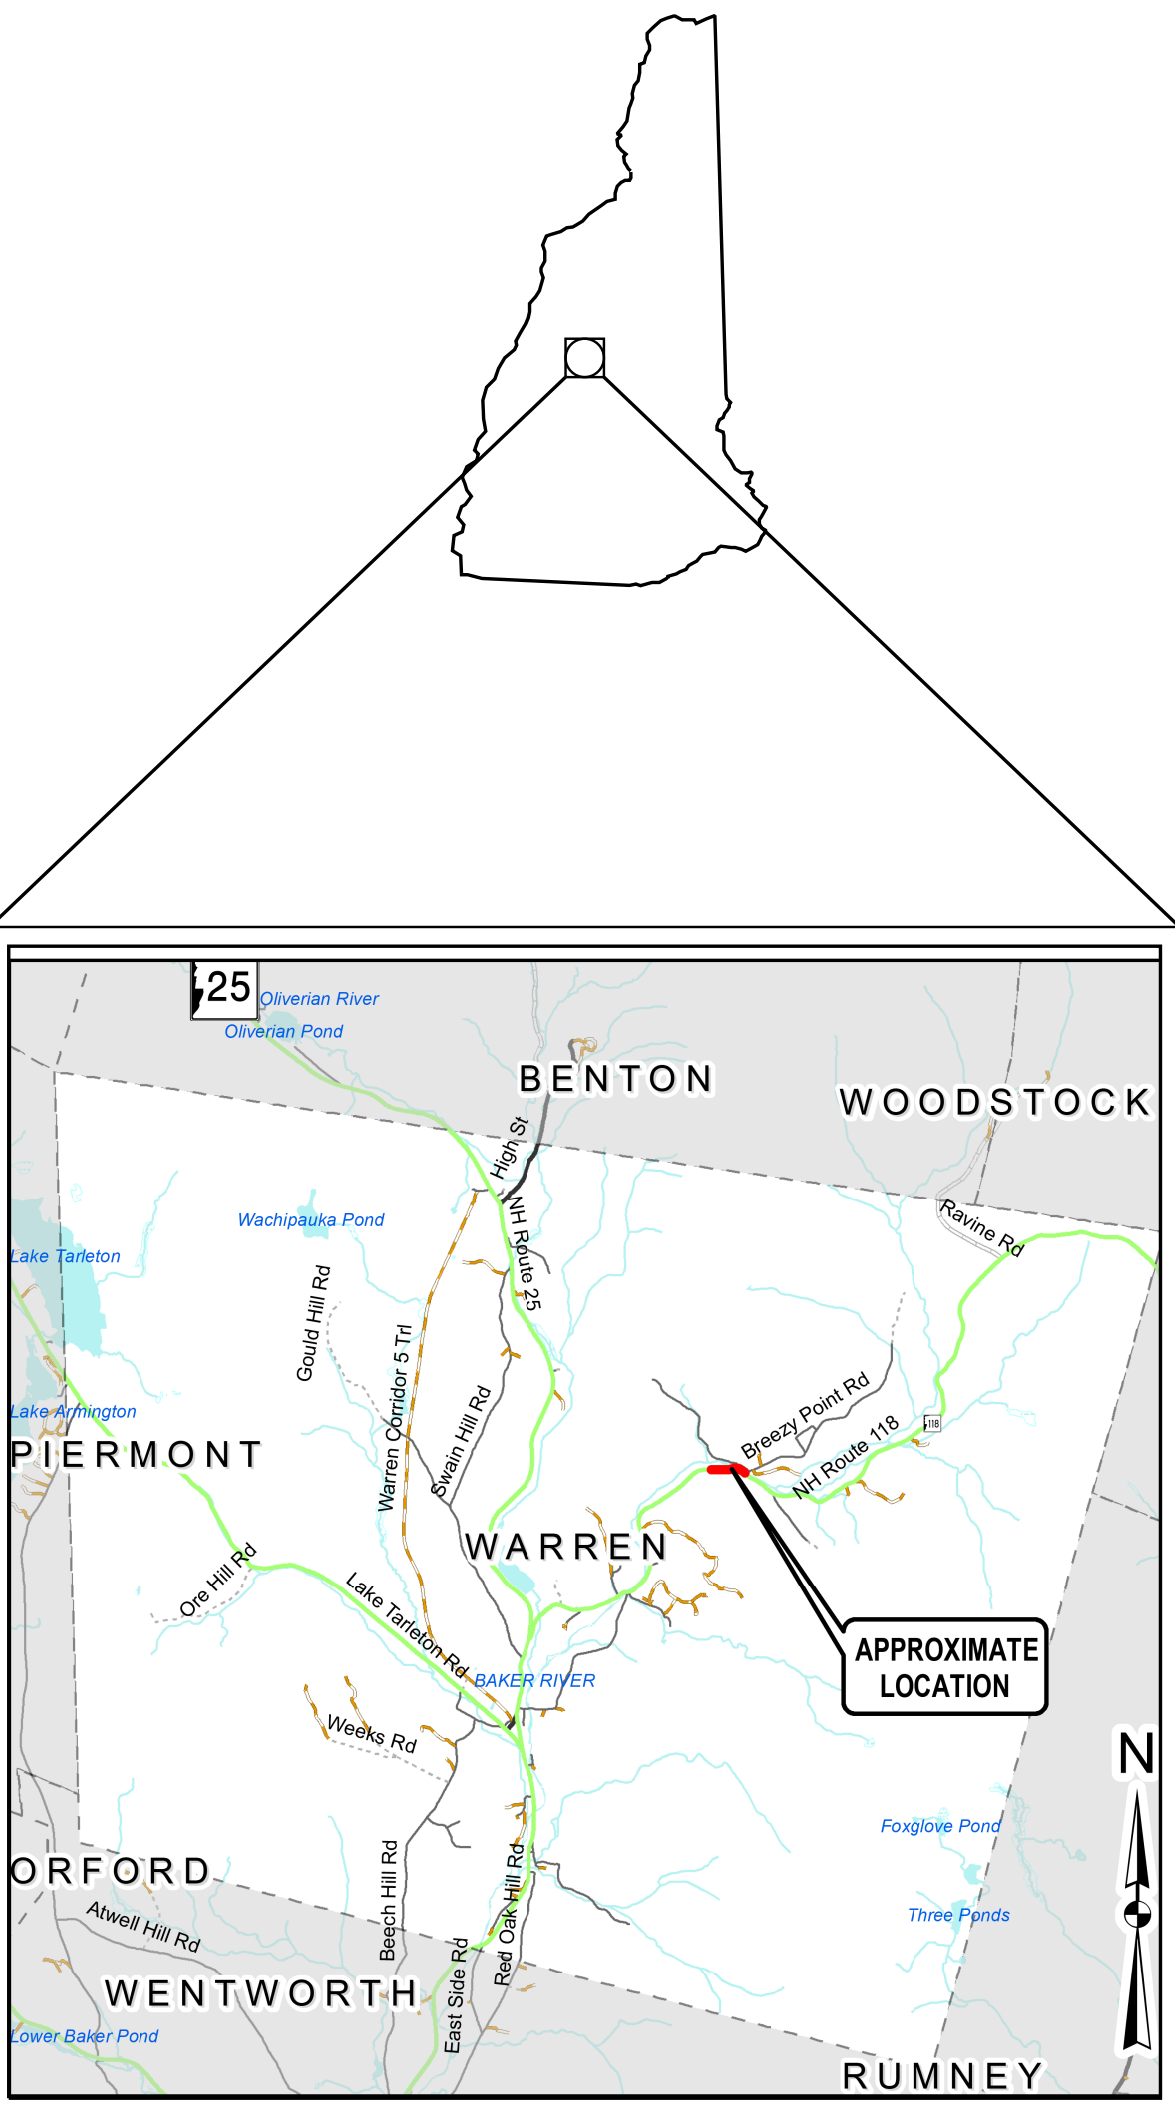 25
Oliverian River
Oliverian Pond
BENTON
WOODSTOCK
High St
Wachipauka Pond
NH Route 25
Ravine Rd
Lake Tarleton
Gould Hill Rd
Warren Corridor 5 Trl
Swain Hill Rd
Breezy Point Rd
Lake Armington
118
NH Route 118
PIERMONT
WARREN
Ore Hill Rd
Lake Tarleton Rd
APPROXIMATE
LOCATION
BAKER RIVER
Weeks Rd
N
Foxglove Pond
ORFORD
Beech Hill Rd
Red Oak Hill Rd
Three Ponds
Atwell Hill Rd
East Side Rd
WENTWORTH
Lower Baker Pond
RUMNEY